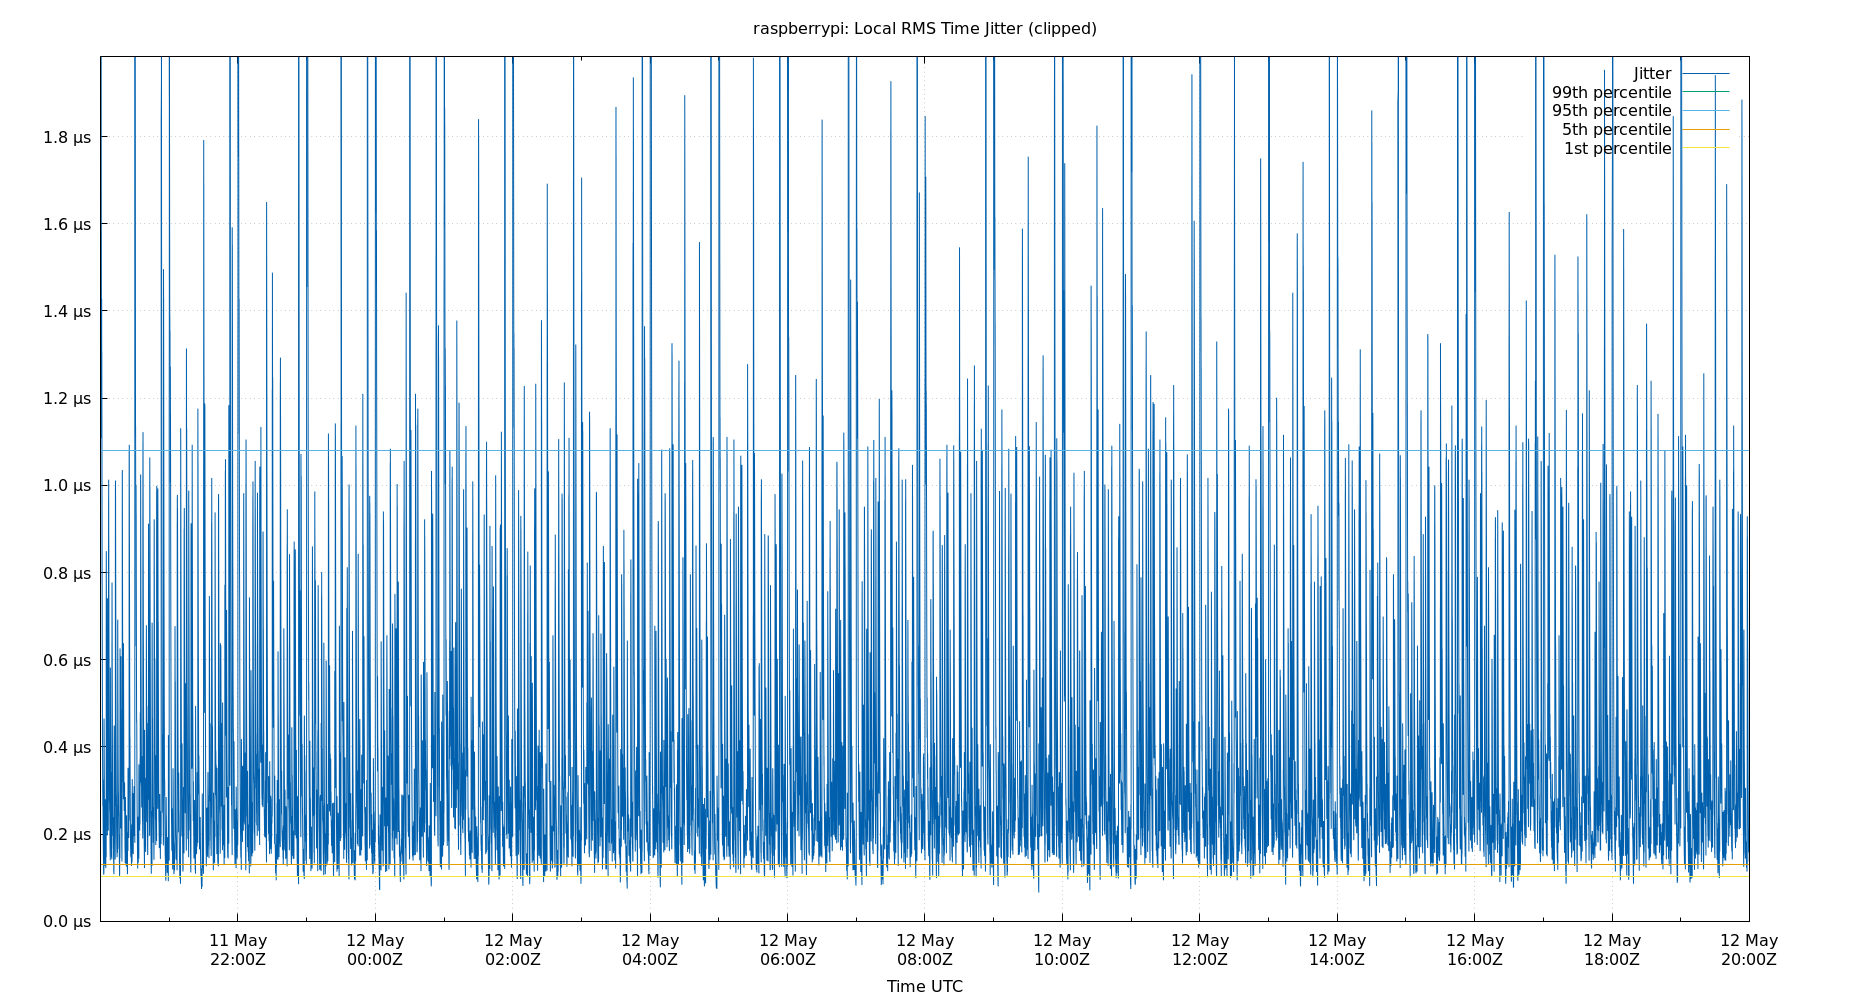 raspberrypi: Local RMS Time Jitter (clipped)
Jitter
99th percentile
95th percentile
5th percentile
1st percentile
1.8 µs
1.6 µs
1.4 µs
1.2 µs
1.0 µs
0.8 µs
0.6 µs
0.4 µs
0.2 µs
0.0 µs
11 May 12 May 12 May 12 May 12 May 12 May 12 May 12 May 12 May 12 May 12 May 12 May
22:00Z 00:00Z 02:00Z 04:00Z 06:00Z 08:00Z 10:00Z 12:00Z 14:00Z 16:00Z 18:00Z 20:00Z
Time UTC